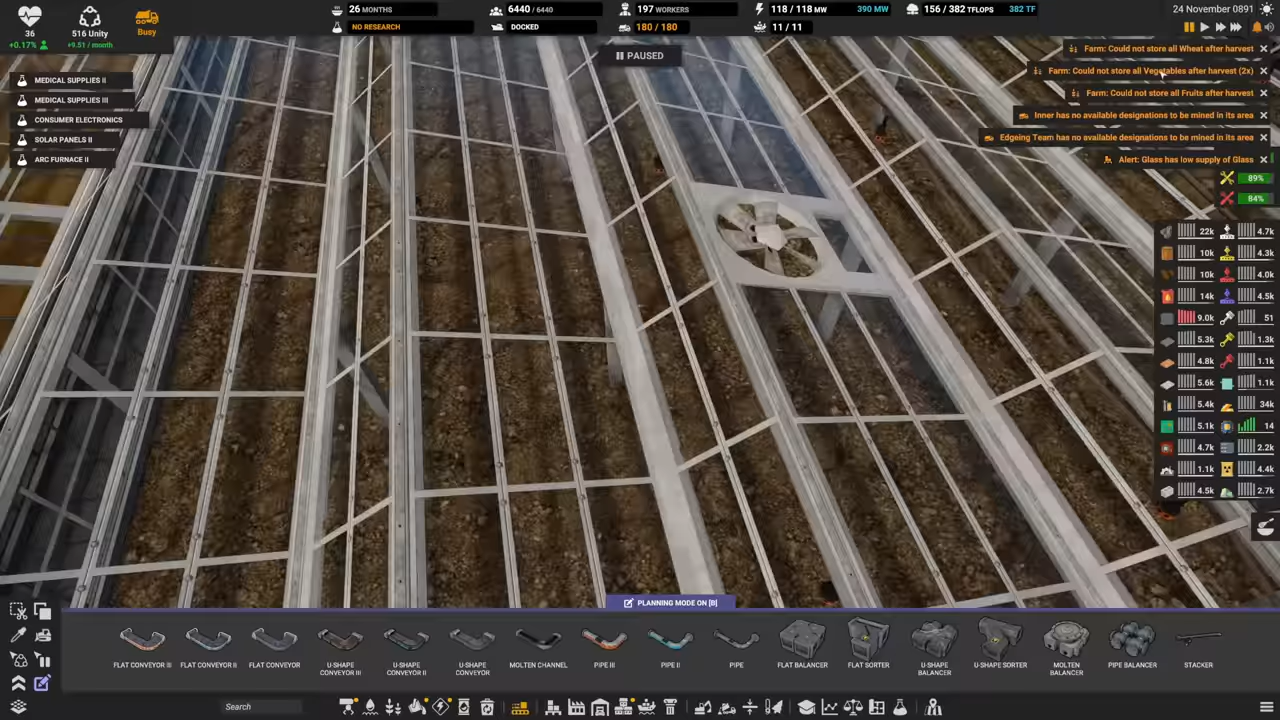 26 MONTHS
6440 / 6440
197 WORKERS
118 / 118 MW
390 MW
156 / 382 TFLOPS
382 TF
24 November 0891
NO RESEARCH
DOCKED
180 / 180
11 / 11
36
516 Unity
Busy
+0.17%
+9.51 / month
PAUSED
Farm: Could not store all Wheat after harvest
Farm: Could not store all Vegetables after harvest (2x)
Farm: Could not store all Fruits after harvest
Inner has no available designations to be mined in its area
Edgeing Team has no available designations to be mined in its area
Alert: Glass has low supply of Glass
MEDICAL SUPPLIES II
MEDICAL SUPPLIES III
CONSUMER ELECTRONICS
SOLAR PANELS II
ARC FURNACE II
89%
84%
22k 4.7k
10k 4.3k
10k 4.0k
14k 4.5k
9.0k 51
5.3k 1.3k
4.8k 1.1k
5.6k 1.1k
5.4k 34k
5.1k 14
4.7k 2.2k
1.1k 4.4k
4.5k 2.7k
PLANNING MODE ON [B]
FLAT CONVEYOR III
FLAT CONVEYOR II
FLAT CONVEYOR
U-SHAPE CONVEYOR III
U-SHAPE CONVEYOR II
U-SHAPE CONVEYOR
MOLTEN CHANNEL
PIPE III
PIPE II
PIPE
FLAT BALANCER
FLAT SORTER
U-SHAPE BALANCER
U-SHAPE SORTER
MOLTEN BALANCER
PIPE BALANCER
STACKER
Search